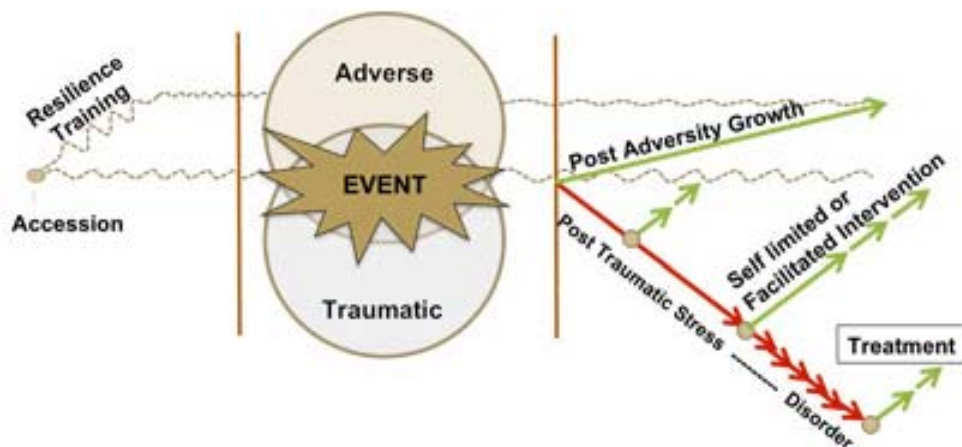 Resilience
Training
Accession
Adverse
EVENT
Traumatic
Post Adversity Growth
Post Traumatic Stress -------- Disorder
Self limited or
Facilitated Intervention
Treatment